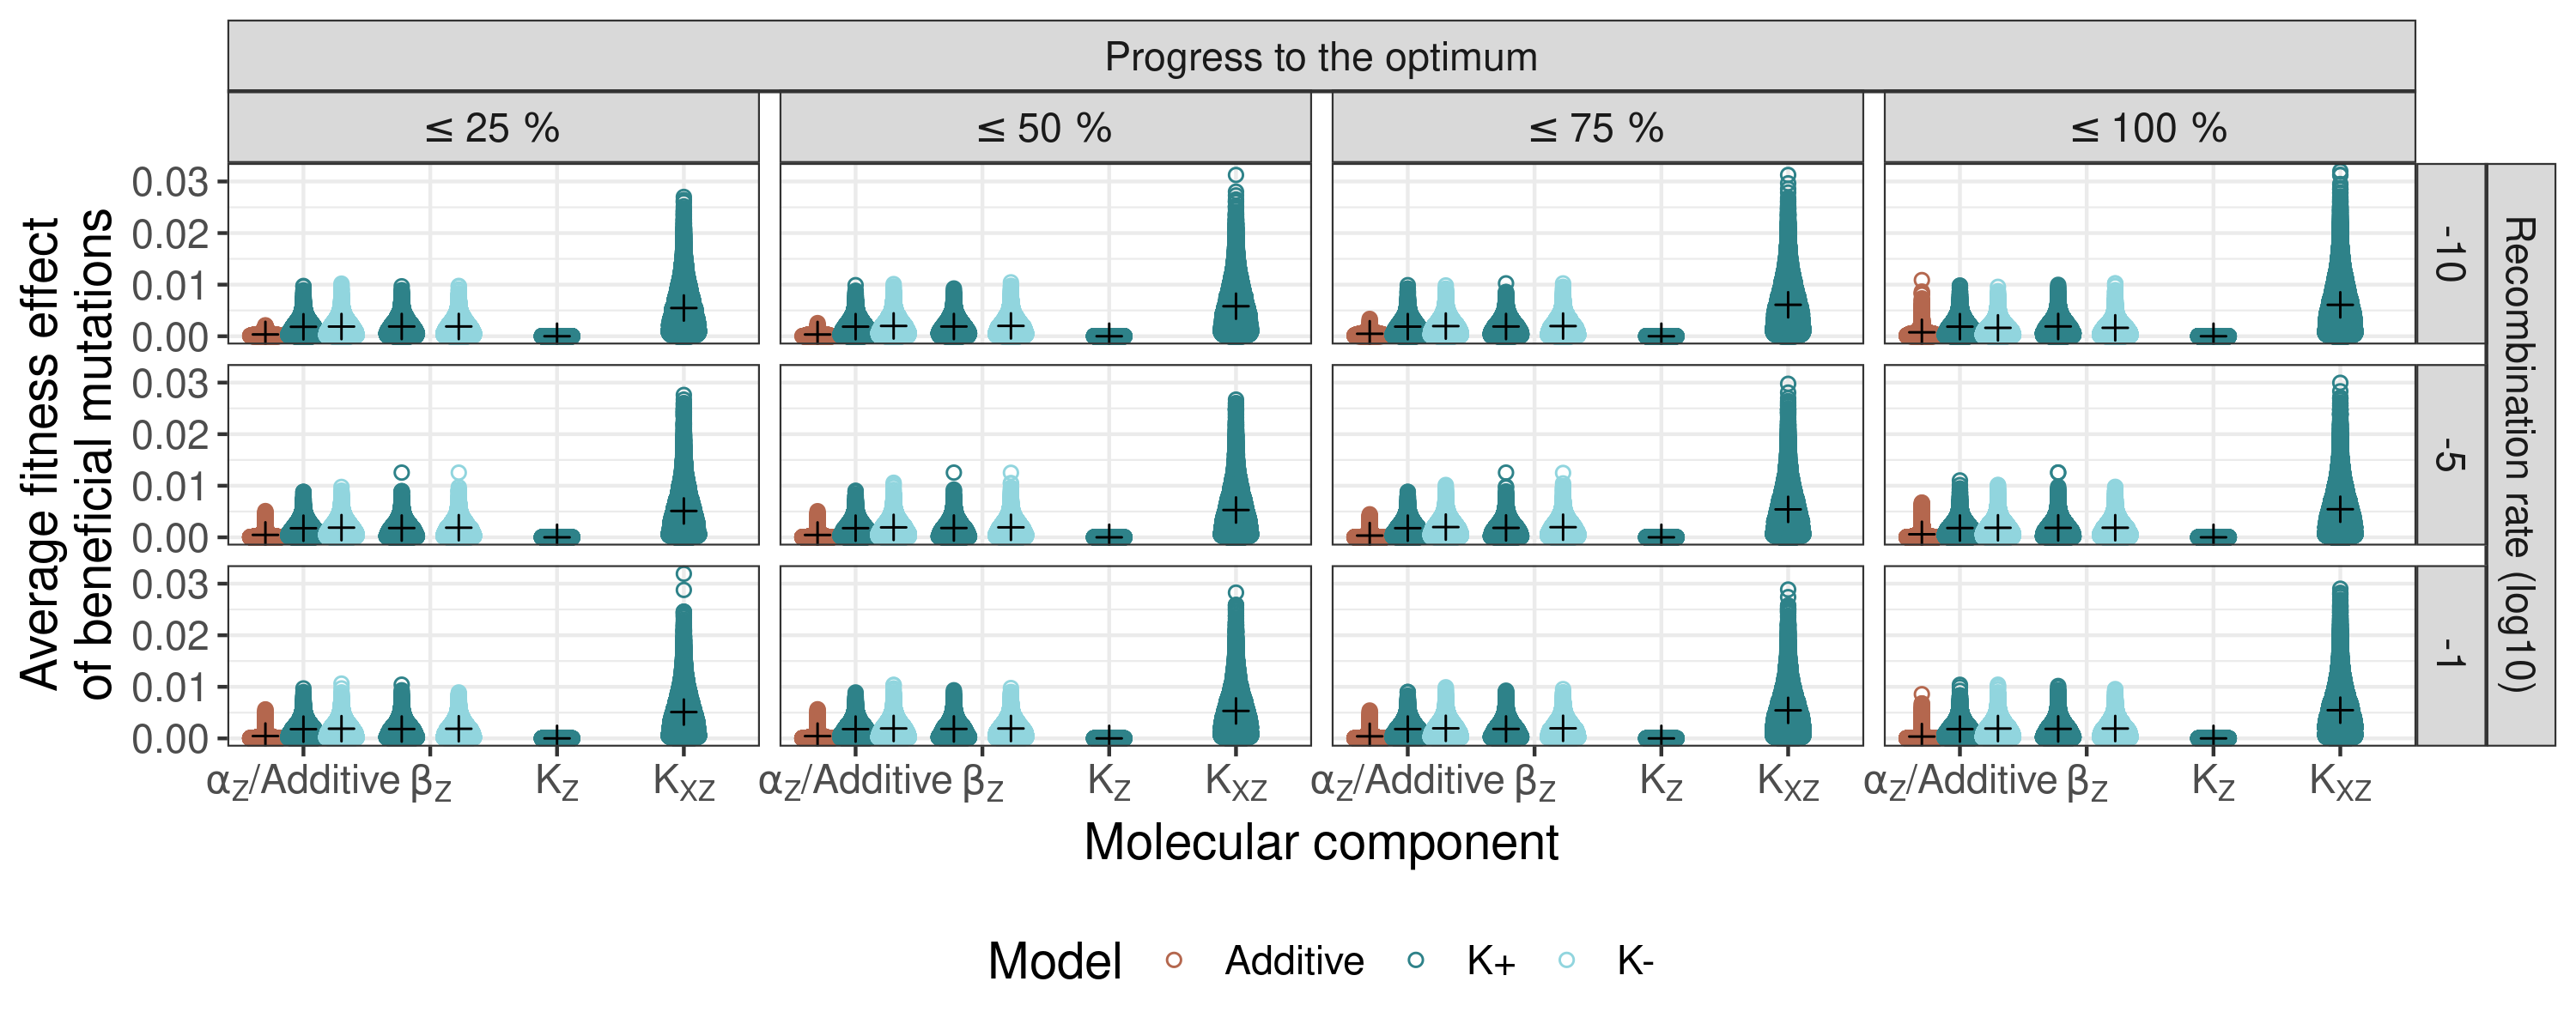 Progress to the optimum
≤ 25 %
≤ 50 %
≤ 75 %
≤ 100 %
Average fitness effect
of beneficial mutations
0.03
0.02
0.01
0.00
-10
0.03
0.02
0.01
0.00
-5
0.03
0.02
0.01
0.00
-1
Recombination rate (log10)
αZ/Additive βZ KZ KXZ
αZ/Additive βZ KZ KXZ
αZ/Additive βZ KZ KXZ
αZ/Additive βZ KZ KXZ
Molecular component
Model Additive K+ K-